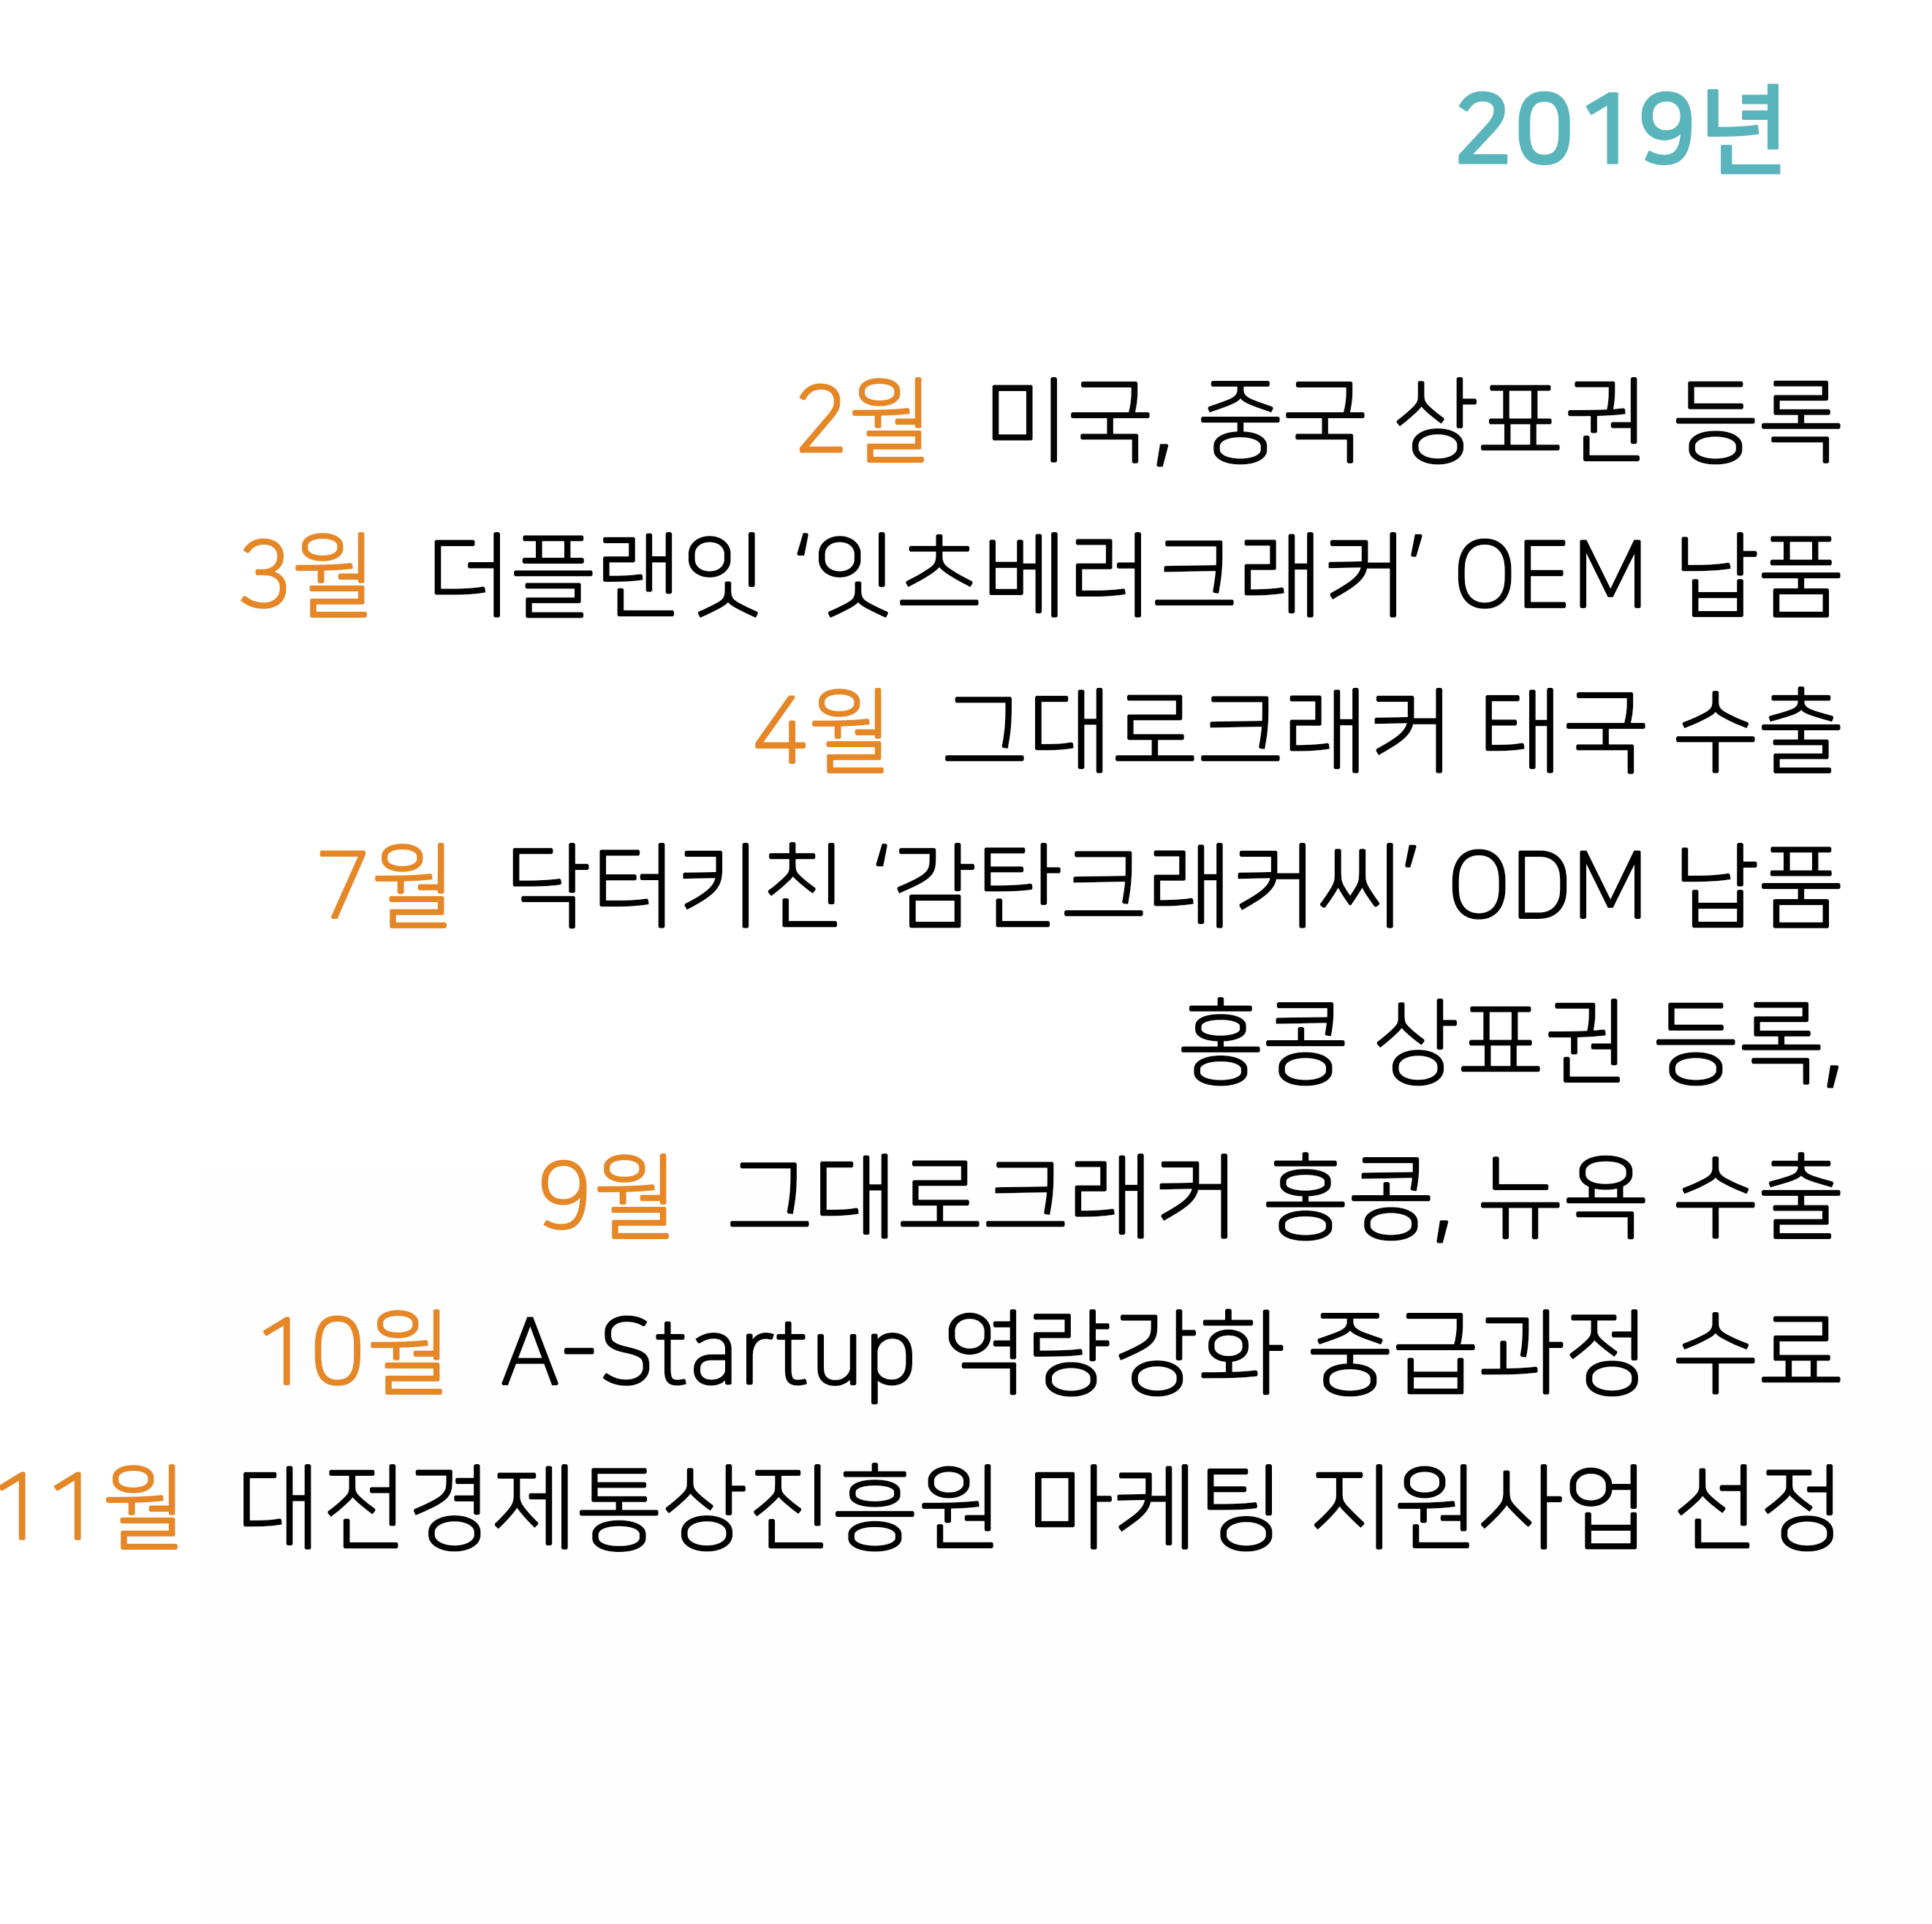 2019년
2월 미국, 중국 상표권 등록
3월 더플랜잇 ‘잇츠베러크래커’ OEM 납품
4월 그대로크래커 태국 수출
7월 닥터키친 ‘감탄크래커씨’ ODM 납품
홍콩 상표권 등록,
9월 그대로크래커 홍콩, 뉴욕 수출
10월 A-Startup 역량강화 중급과정 수료
11월 대전경제통상진흥원 마케팅 지원사업 선정